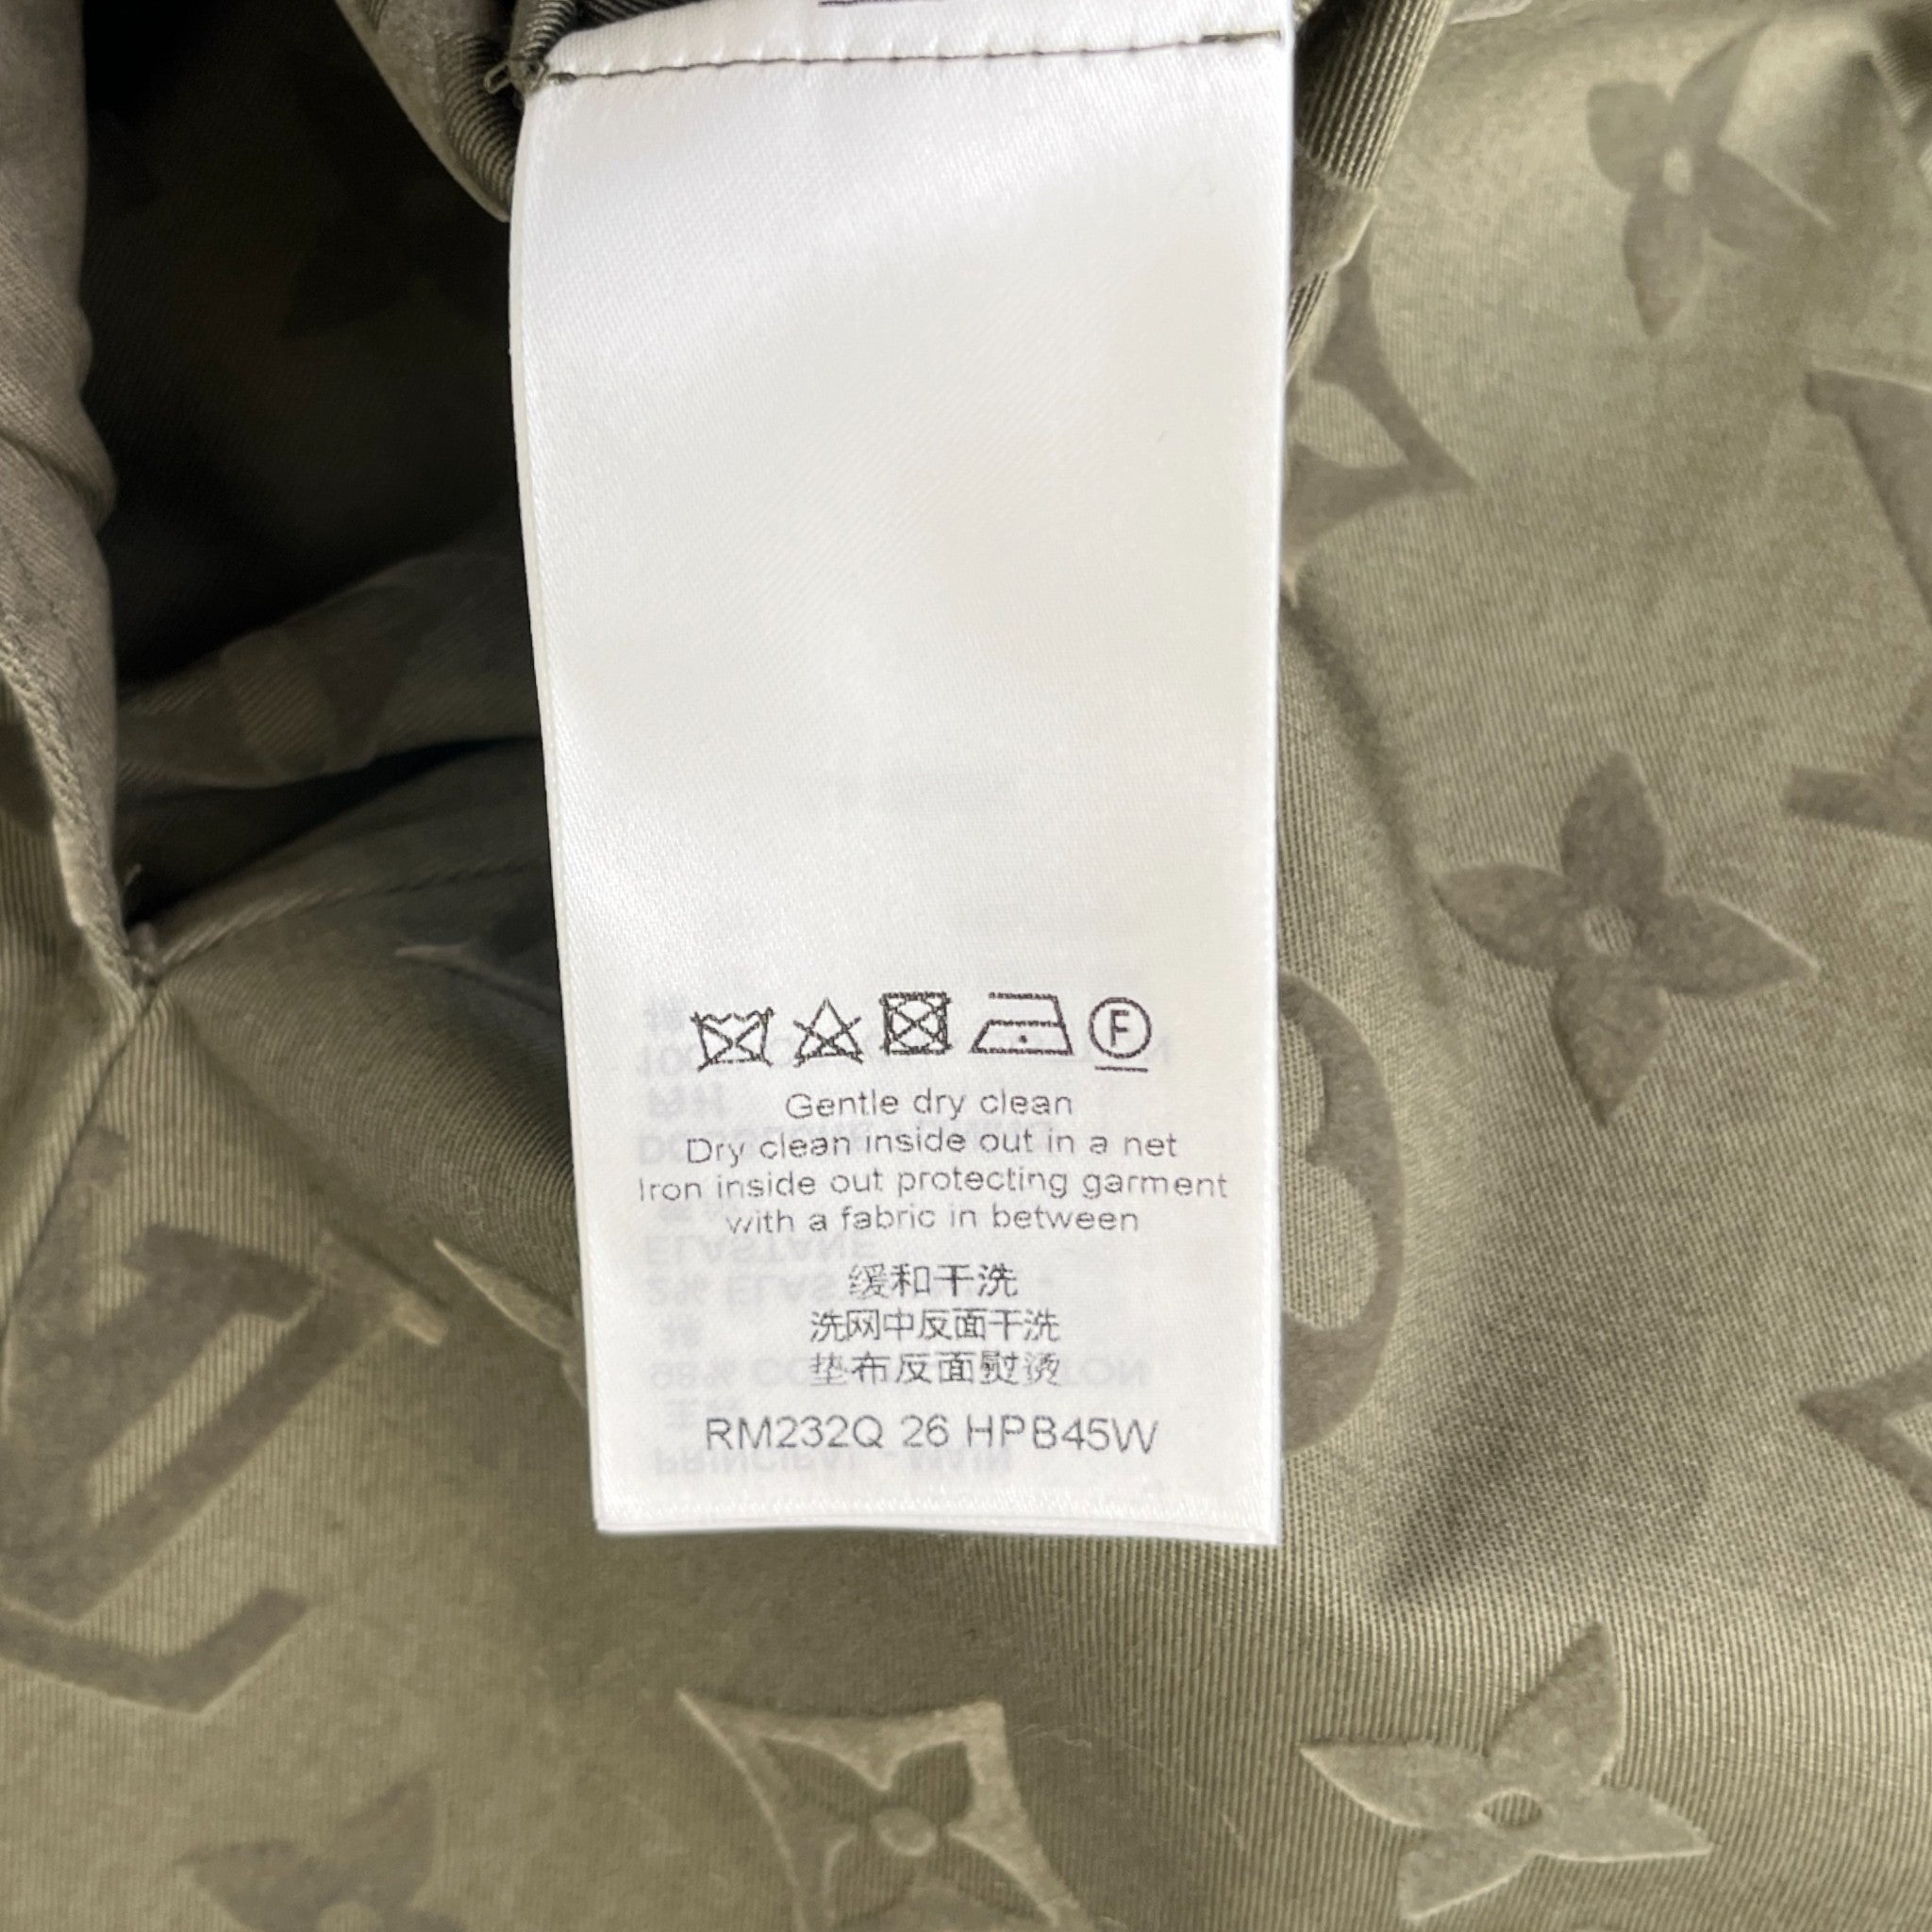 F
Gentle dry clean
Dry clean inside out in a net
Iron inside out protecting garment
with a fabric in between
缓和干洗
洗网中反面干洗
垫布反面熨烫
RM232Q 26 HPB45W